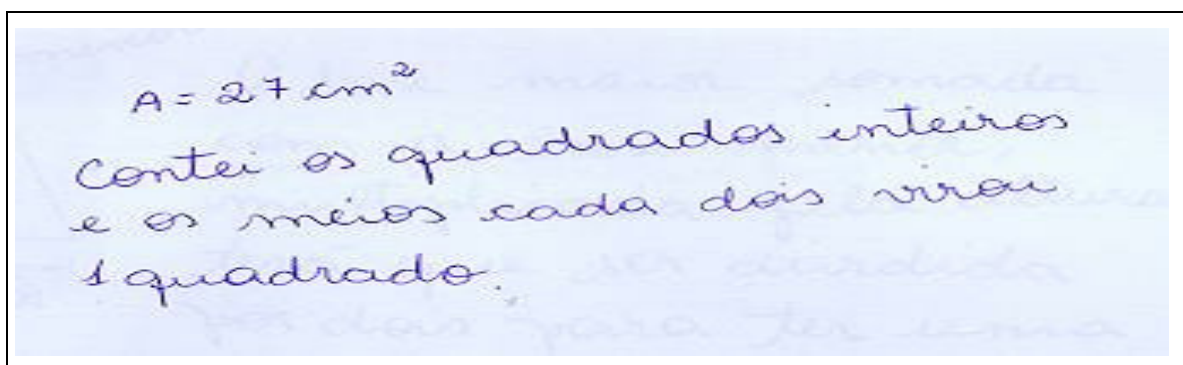 A = 27 cm²
Contei os quadrados inteiros
e os meios cada dois virou
1 quadrado.